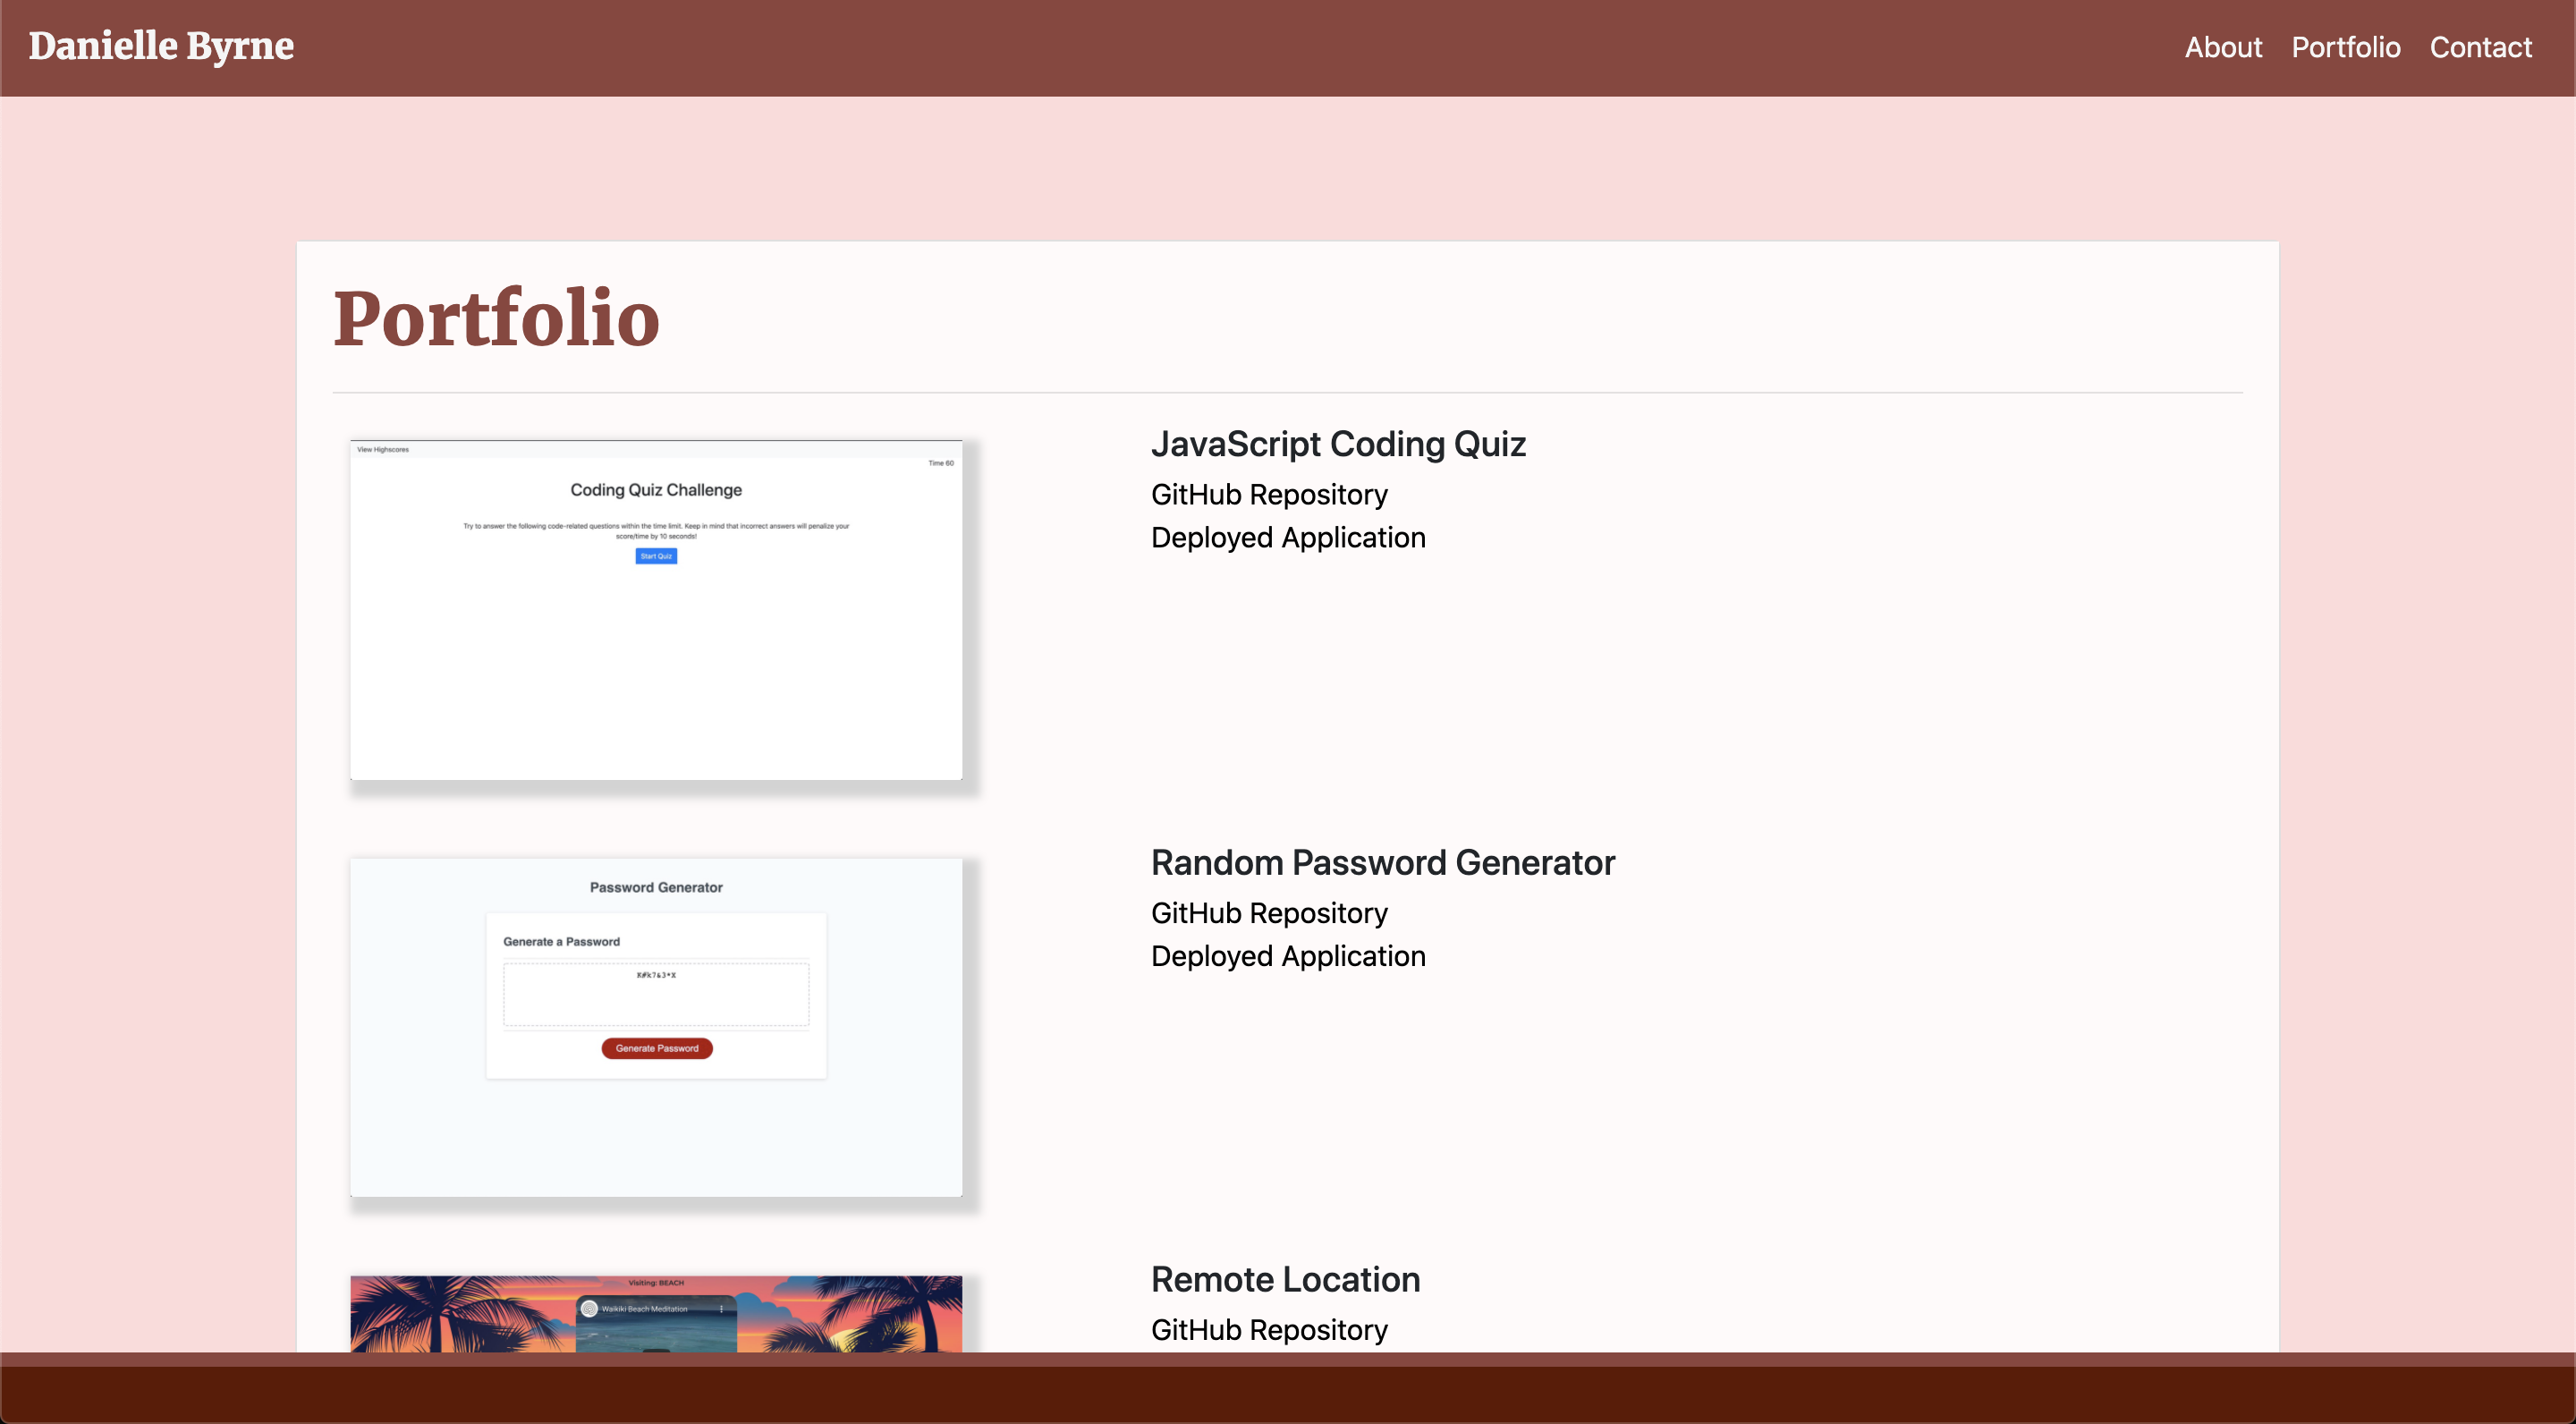 Danielle Byrne
About Portfolio Contact
Portfolio
View Highscores
Time 60
Coding Quiz Challenge
Try to answer the following code-related questions within the time limit. Keep in mind that incorrect answers will penalize your
score/time by 10 seconds!
Start Quiz
JavaScript Coding Quiz
GitHub Repository
Deployed Application
Password Generator
Generate a Password
K#k7&3*X
Generate Password
Random Password Generator
GitHub Repository
Deployed Application
Visiting: BEACH
Waikiki Beach Meditation
Remote Location
GitHub Repository